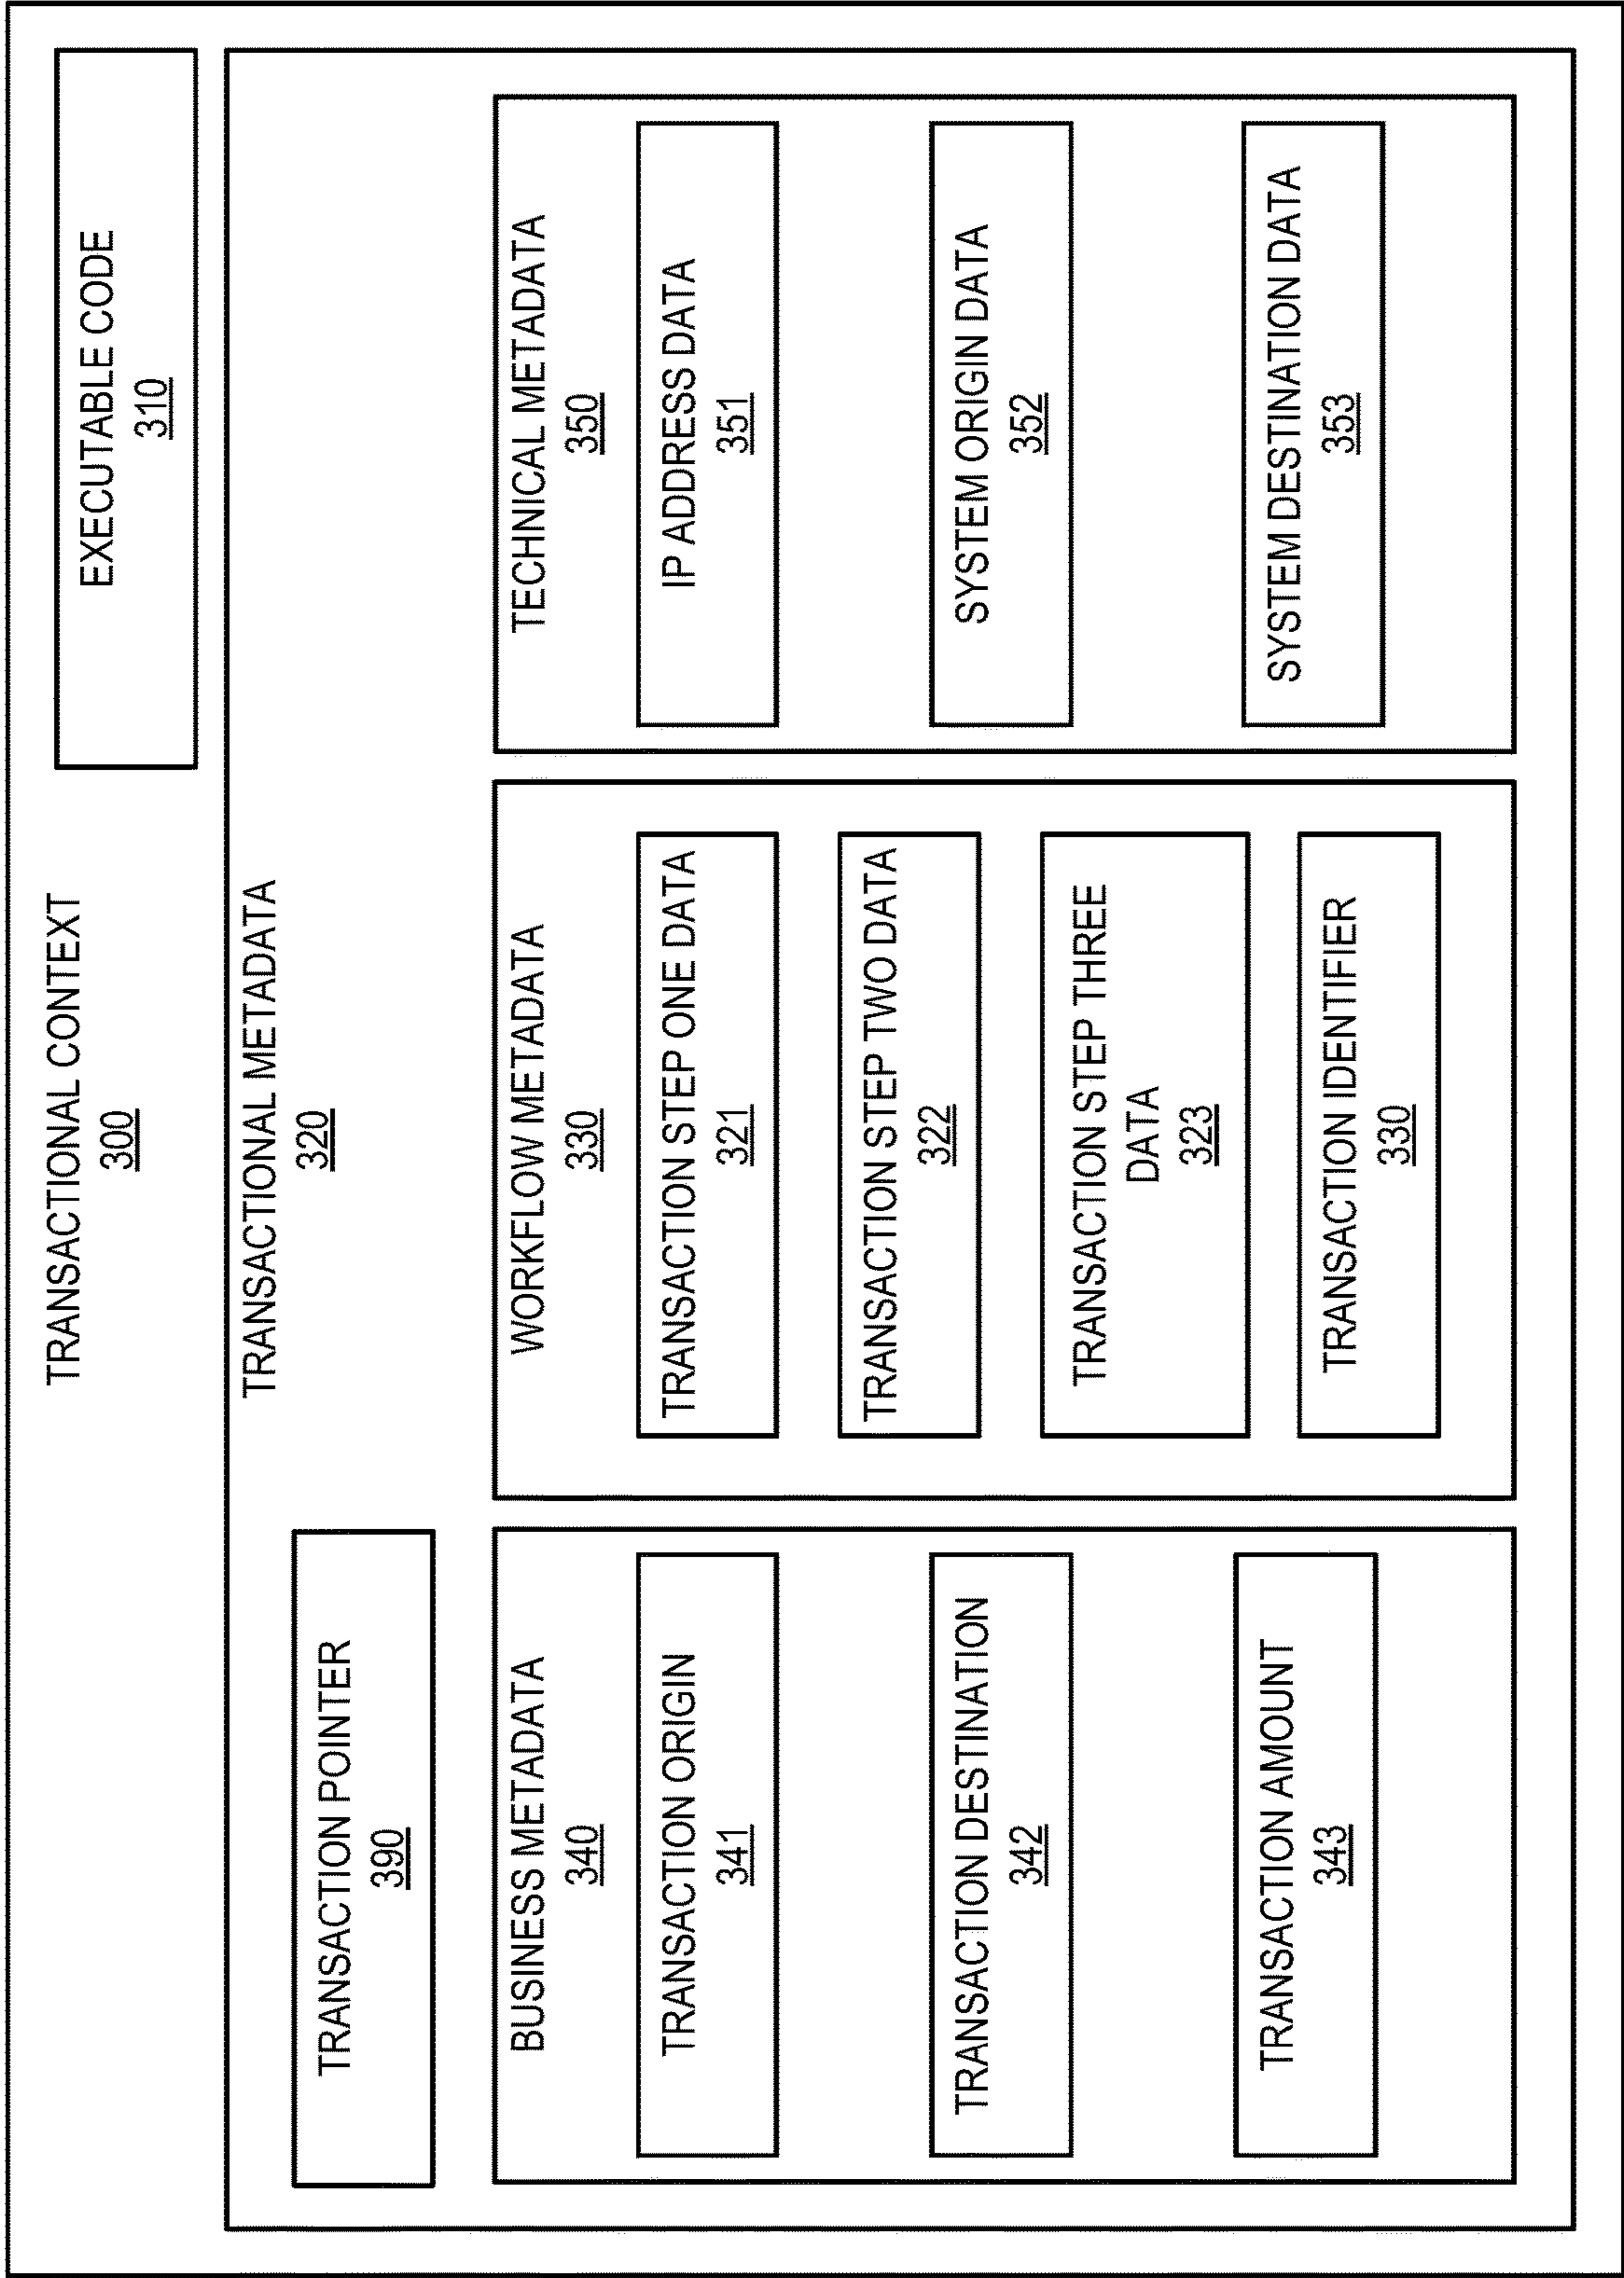 TRANSACTIONAL CONTEXT
300
EXECUTABLE CODE
310
TRANSACTIONAL METADATA
320
TRANSACTION POINTER
390
BUSINESS METADATA
340
TRANSACTION ORIGIN
341
TRANSACTION DESTINATION
342
TRANSACTION AMOUNT
343
WORKFLOW METADATA
330
TRANSACTION STEP ONE DATA
321
TRANSACTION STEP TWO DATA
322
TRANSACTION STEP THREE
DATA
323
TRANSACTION IDENTIFIER
330
TECHNICAL METADATA
350
IP ADDRESS DATA
351
SYSTEM ORIGIN DATA
352
SYSTEM DESTINATION DATA
353